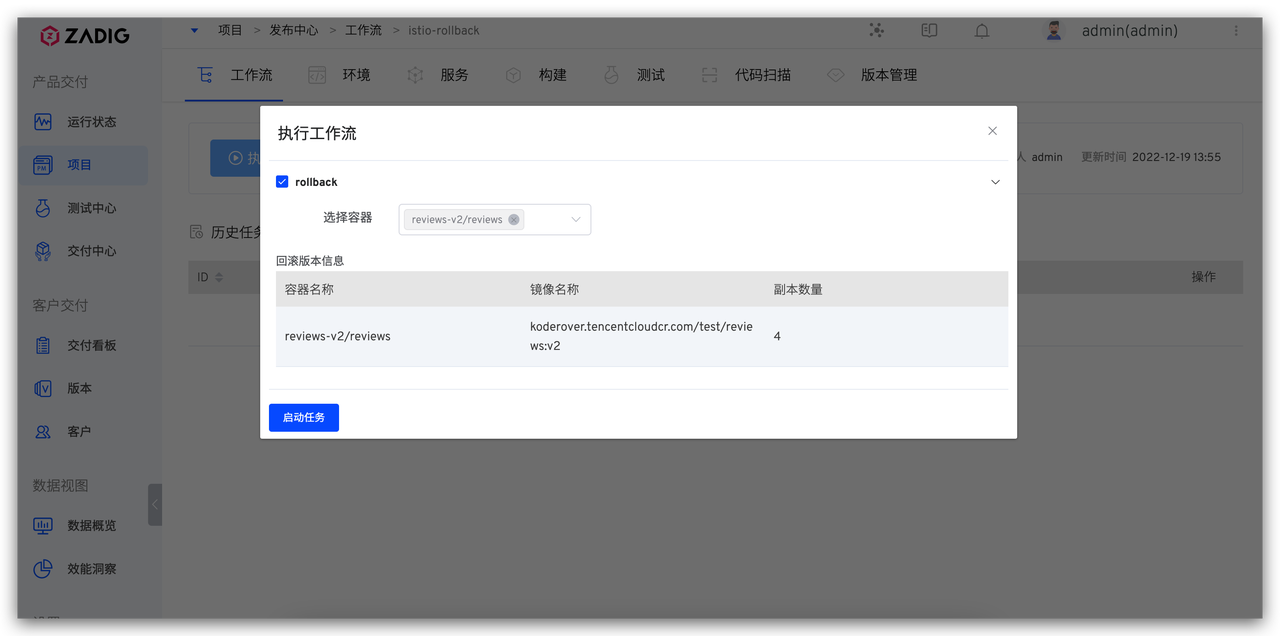 ZADIG
项目 > 发布中心 > 工作流 > istio-rollback
admin(admin)
产品交付
运行状态
项目
测试中心
交付中心
客户交付
交付看板
版本
客户
数据视图
数据概览
效能洞察
工作流 环境 服务 构建 测试 代码扫描 版本管理
执
人 admin 更新时间 2022-12-19 13:55
历史任务
ID
操作
执行工作流
rollback
选择容器 reviews-v2/reviews
回滚版本信息
容器名称 镜像名称 副本数量
reviews-v2/reviews koderover.tencentcloudcr.com/test/revie 4
ws:v2
启动任务